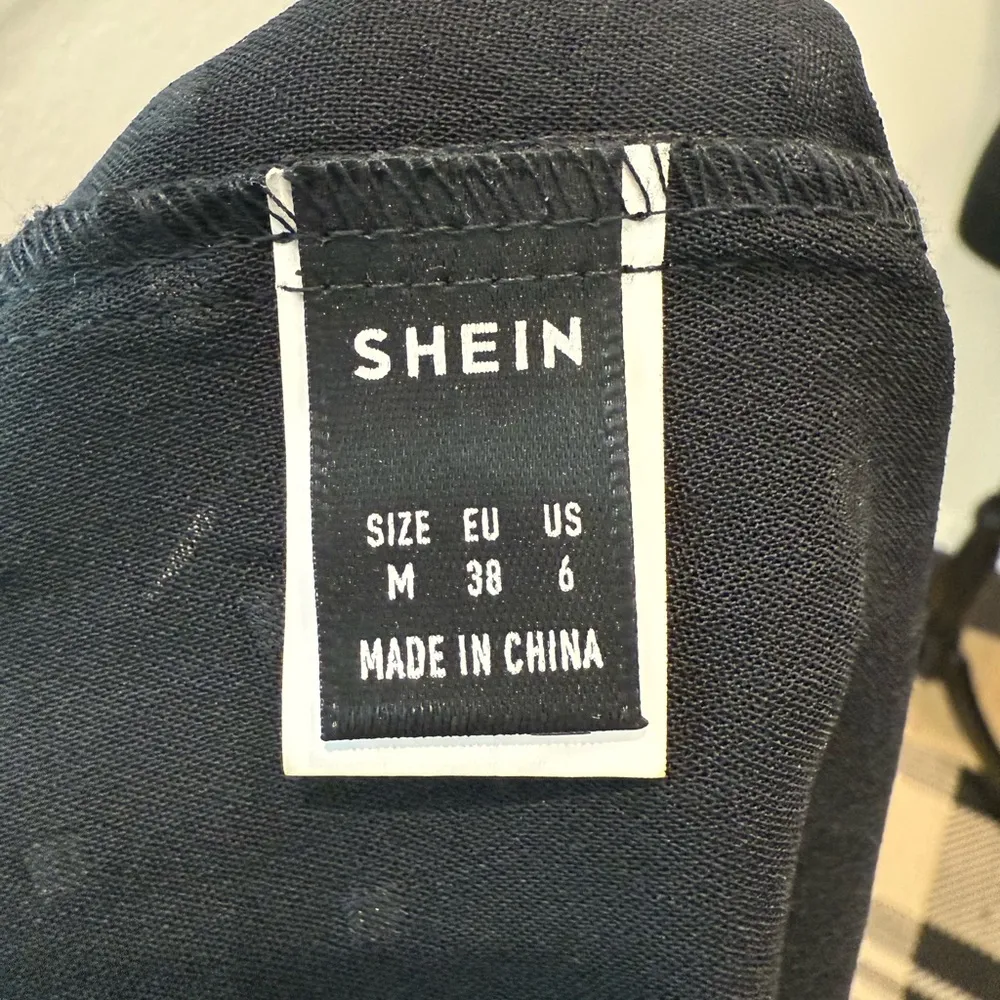 SHEIN
SIZE EU US
M 38 6
MADE IN CHINA